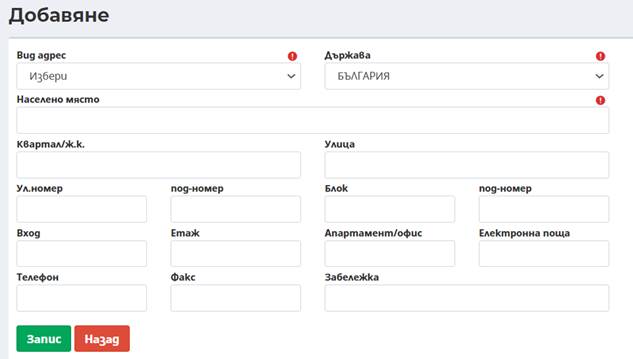 Добавяне
Вид адрес Държава
Избери БЪЛГАРИЯ
Населено място
Квартал/ж.к. Улица
Ул.номер под-номер Блок под-номер
Вход Етаж Апартамент/офис Електронна поща
Телефон Факс Забележка
Запис Назад